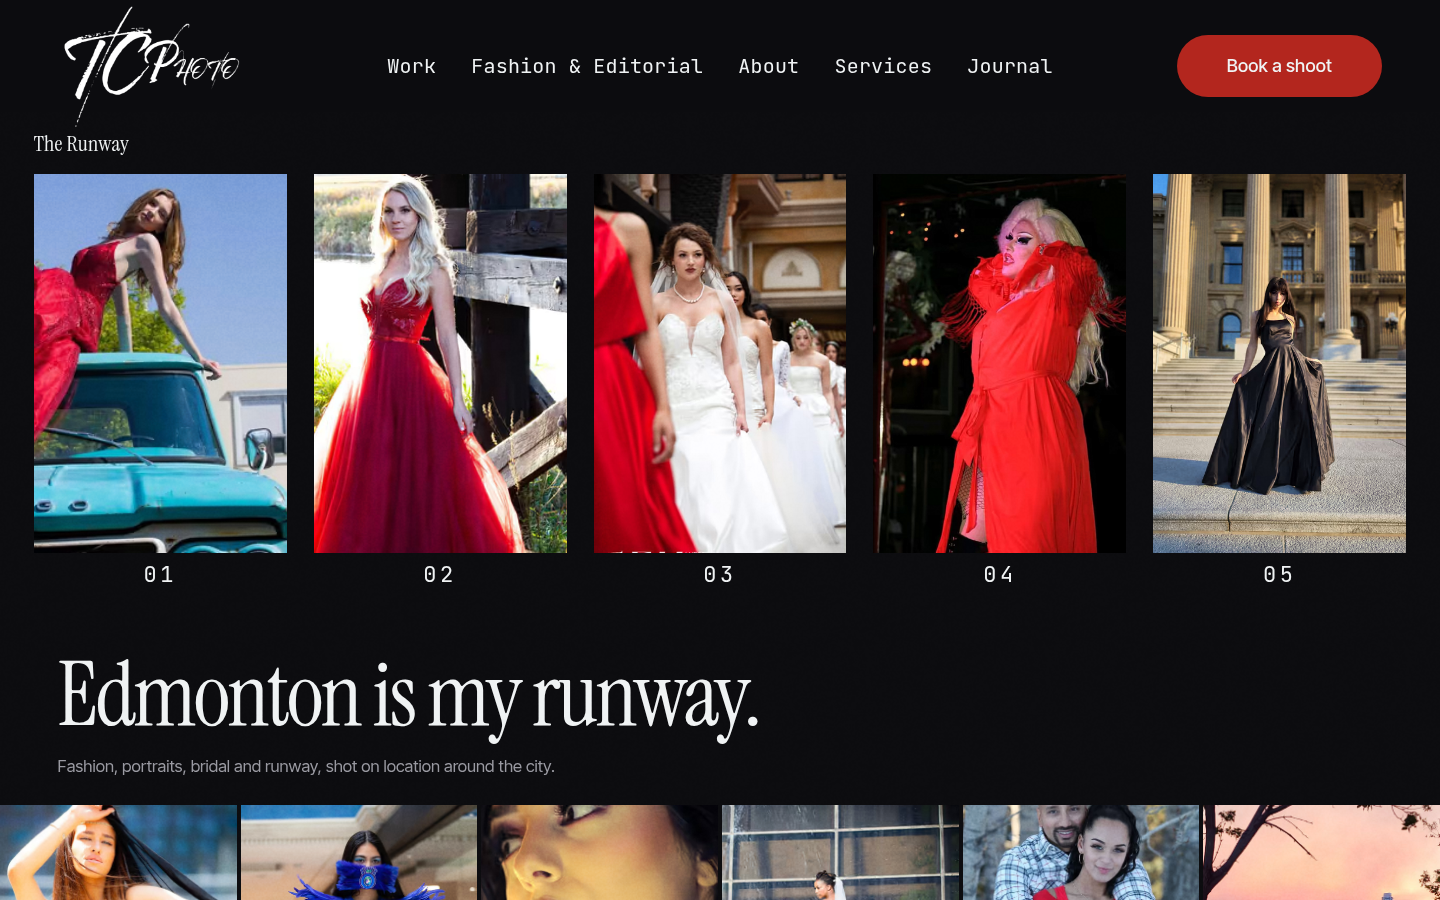 TCPHOTO
Work Fashion & Editorial About Services Journal
Book a shoot
The Runway
01 02 03 04 05
Edmonton is my runway.
Fashion, portraits, bridal and runway, shot on location around the city.